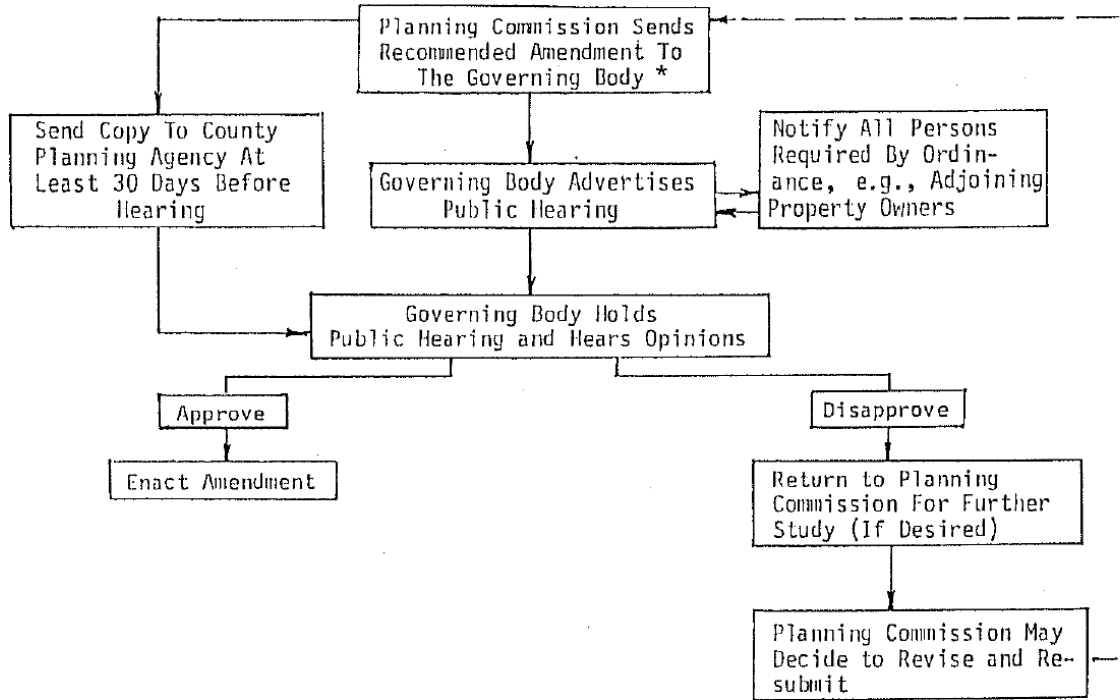 Planning Commission Sends
Recommended Amendment To
The Governing Body *
Send Copy To County
Planning Agency At
Least 30 Days Before
Hearing
Governing Body Advertises
Public Hearing
Notify All Persons
Required By Ordin-
ance, e.g., Adjoining
Property Owners
Governing Body Holds
Public Hearing and Hears Opinions
Approve
Disapprove
Enact Amendment
Return to Planning
Commission For Further
Study (If Desired)
Planning Commission May
Decide to Revise and Re-
submit